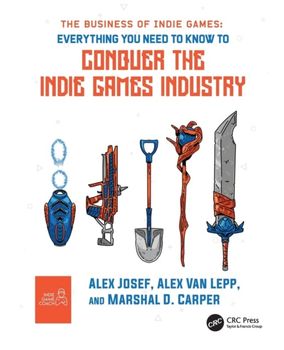 THE BUSINESS OF INDIE GAMES:
EVERYTHING YOU NEED TO KNOW TO
CONQUER THE
INDIE GAMES INDUSTRY
INDIE
GAME
COACH
ALEX JOSEF, ALEX VAN LEPP,
AND MARSHAL D. CARPER
CRC
CRC Press
Taylor & Francis Group